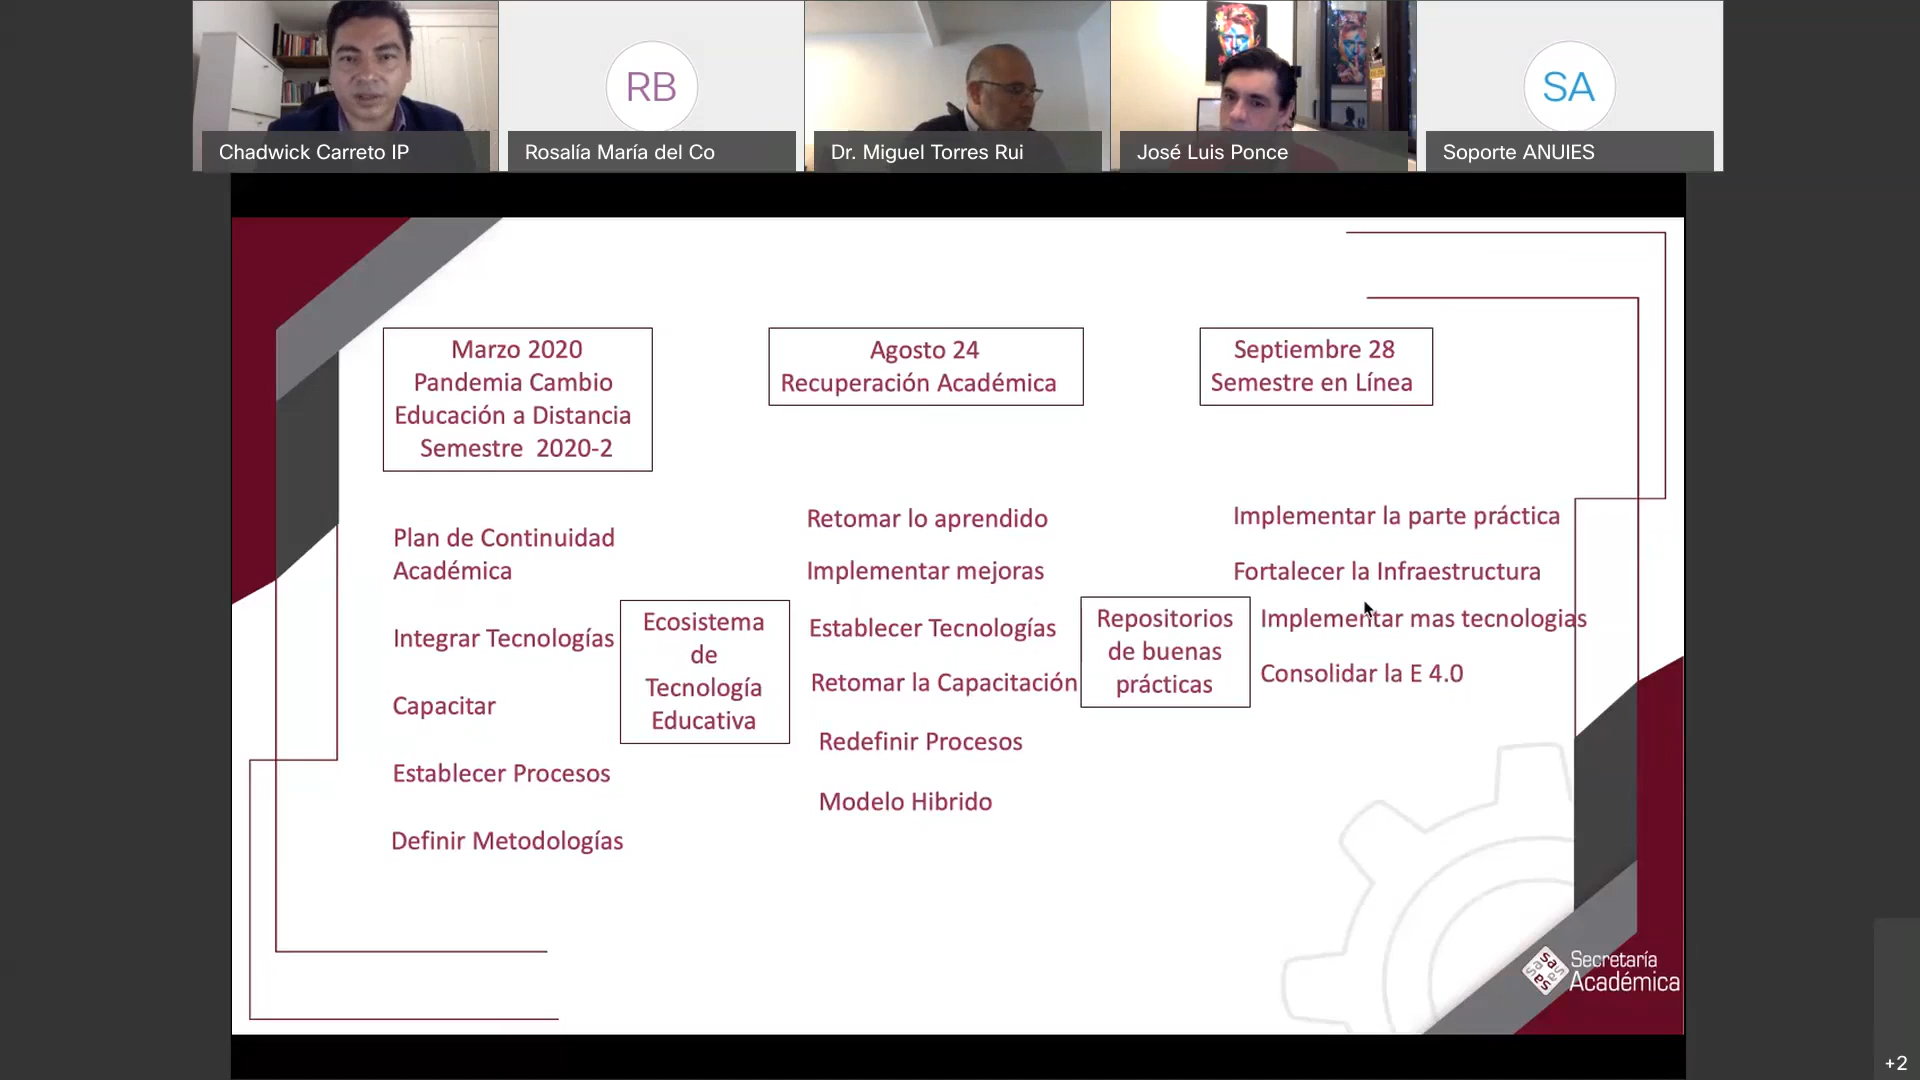 RB
SA
Chadwick Carreto IP
Rosalía María del Co
Dr. Miguel Torres Rui
José Luis Ponce
Soporte ANUIES
Marzo 2020
Pandemia Cambio
Educación a Distancia
Semestre 2020-2
Agosto 24
Recuperación Académica
Septiembre 28
Semestre en Línea
Plan de Continuidad
Académica
Integrar Tecnologías
Capacitar
Establecer Procesos
Definir Metodologías
Ecosistema
de
Tecnología
Educativa
Retomar lo aprendido
Implementar mejoras
Establecer Tecnologías
Retomar la Capacitación
Redefinir Procesos
Modelo Hibrido
Repositorios
de buenas
prácticas
Implementar la parte práctica
Fortalecer la Infraestructura
Implementar mas tecnologias
Consolidar la E 4.0
Secretaría
Académica
+2